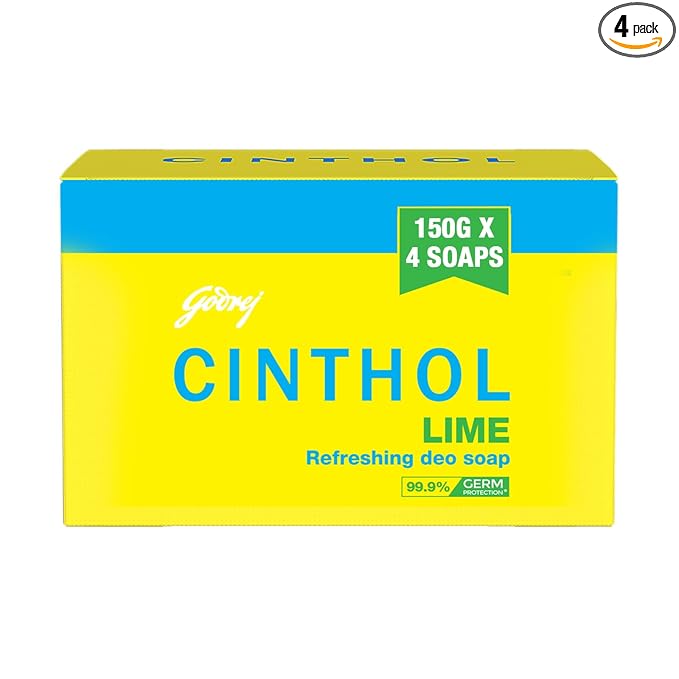 4 pack
CINTHOL
150G X
4 SOAPS
Godrej
CINTHOL
LIME
Refreshing deo soap
99.9% GERM
PROTECTION*